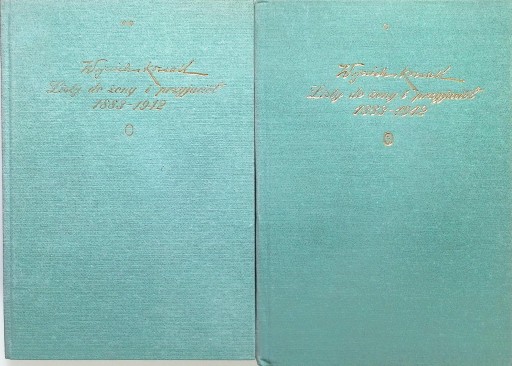 **
Wojciech Kossak
Listy do żony i przyjaciół
1883-1942
*
Wojciech Kossak
Listy do żony i przyjaciół
1883-1942